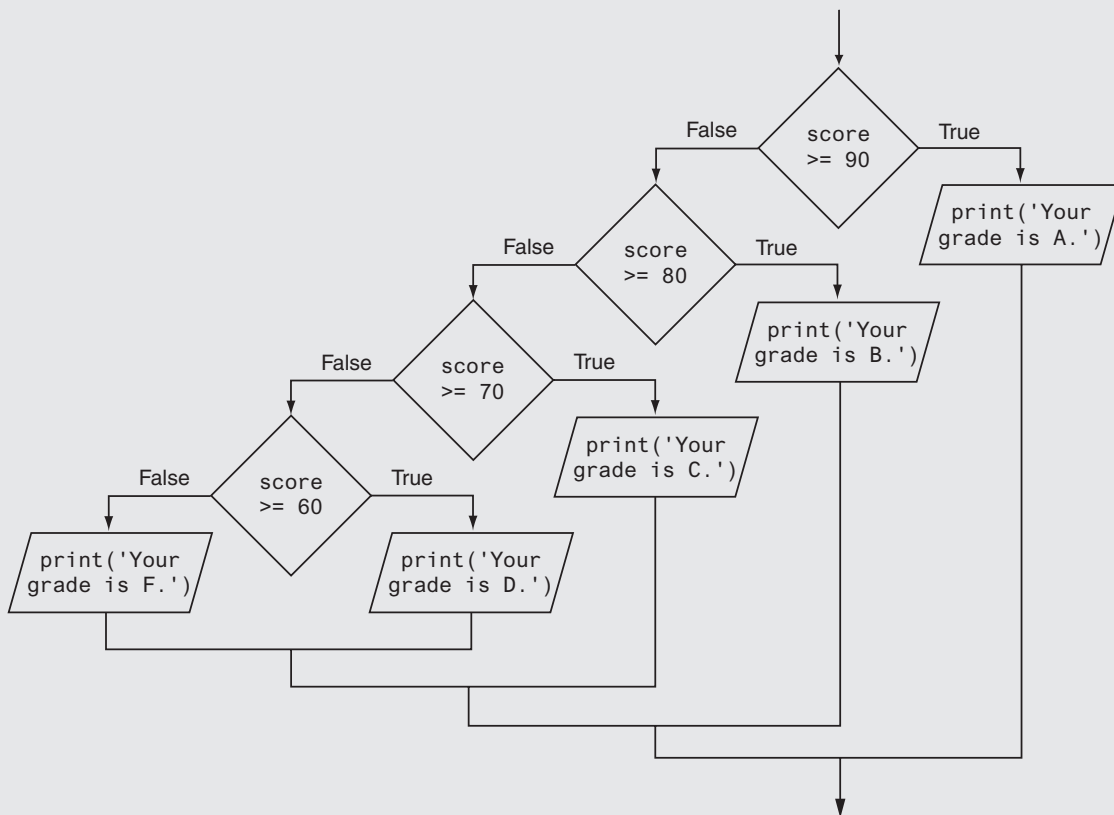 False
score
>= 90
True
print('Your
grade is A.')
False
score
>= 80
True
print('Your
grade is B.')
False
score
>= 70
True
print('Your
grade is C.')
False
score
>= 60
True
print('Your
grade is F.')
print('Your
grade is D.')